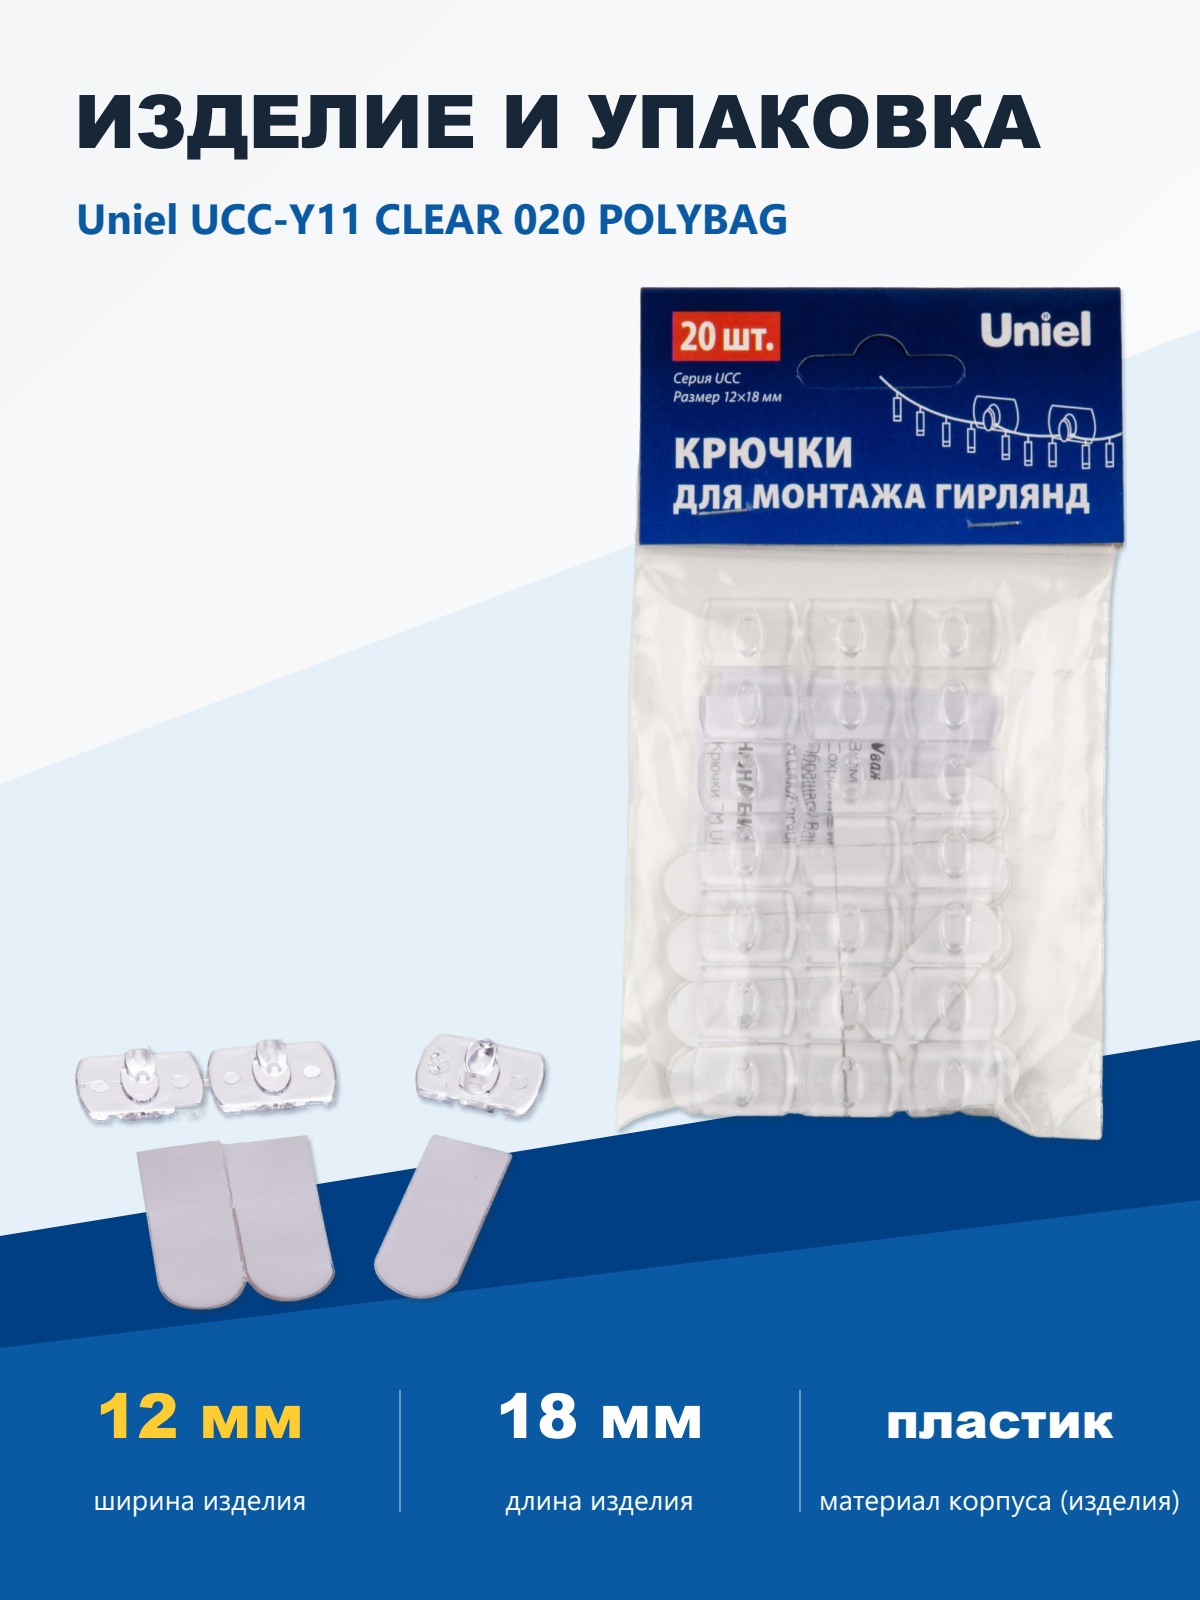 ИЗДЕЛИЕ И УПАКОВКА
Uniel UCC-Y11 CLEAR 020 POLYBAG
20 шт.
Uniel
Серия UCC
Размер 12×18 мм
КРЮЧКИ
ДЛЯ МОНТАЖА ГИРЛЯНД
Крючки
12 мм
ширина изделия
18 мм
длина изделия
пластик
материал корпуса (изделия)